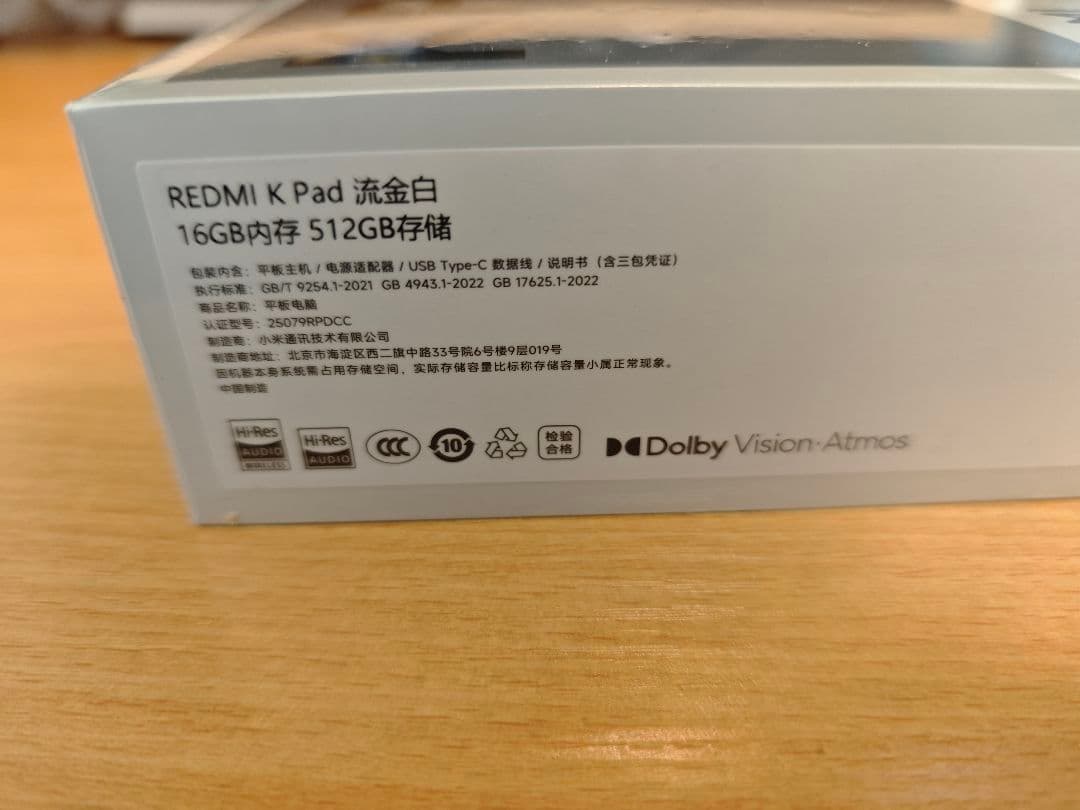 REDMI K Pad 流金白
16GB内存 512GB存储
包装内含：平板主机 / 电源适配器 / USB Type-C 数据线 / 说明书（含三包凭证）
执行标准：GB/T 9254.1-2021 GB 4943.1-2022 GB 17625.1-2022
商品名称：平板电脑
认证型号：25079RPDCC
制造商：小米通讯技术有限公司
制造商地址：北京市海淀区西二旗中路33号院6号楼9层019号
因机器本身系统需占用存储空间，实际存储容量比标称存储容量小属正常现象。
中国制造
Hi-Res AUDIO WIRELESS
Hi-Res AUDIO
CCC
10
检验合格
Dolby Vision·Atmos